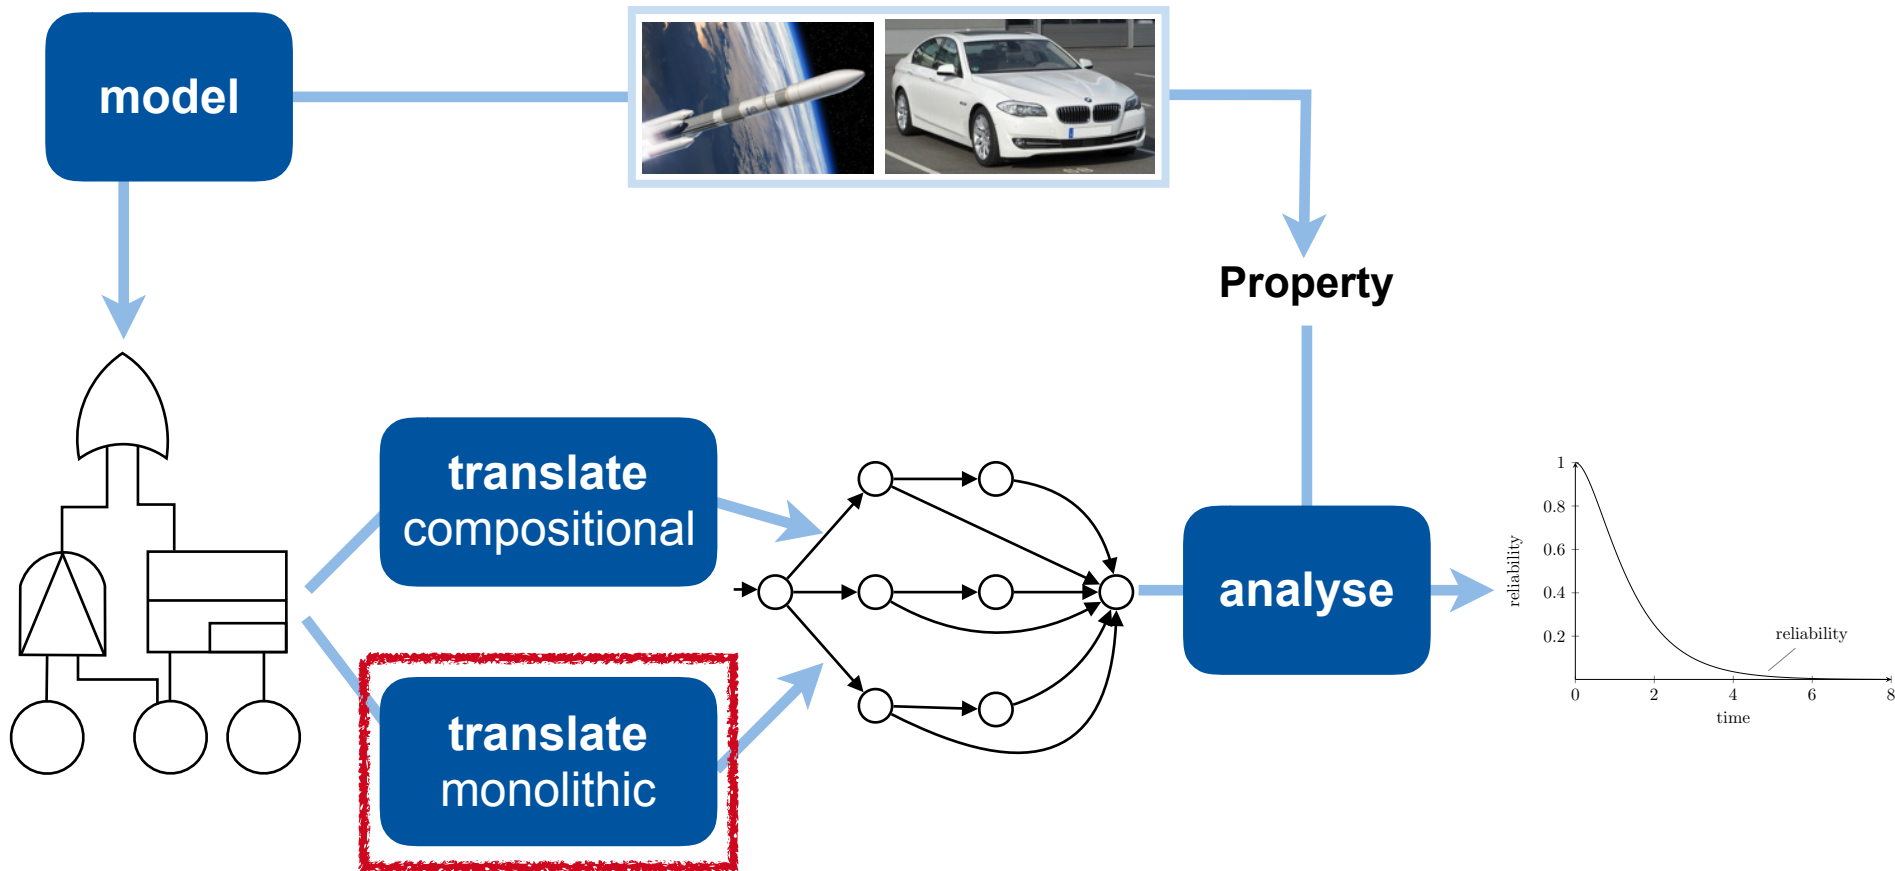 model
Property
translate
compositional
translate
monolithic
analyse
reliability
1
0.8
0.6
0.4
0.2
reliability
0
2
4
6
8
time